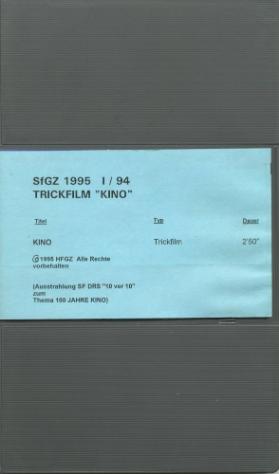 SfGZ 1995 I / 94
TRICKFILM "KINO"
Titel Typ Dauer
KINO Trickfilm 2'50"
© 1995 HFGZ Alle Rechte
vorbehalten
(Ausstrahlung SF DRS "10 vor 10"
zum
Thema 100 JAHRE KINO)